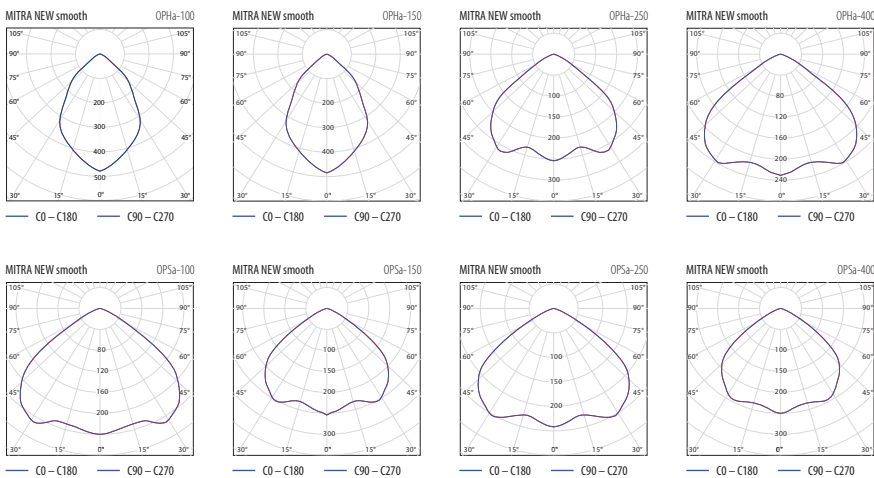 MITRA NEW smooth OPHa-100
105° 105°
90° 90°
75° 75°
60° 60°
200
45° 300 45°
400
500
30° 15° 0° 15° 30°
C0 – C180 C90 – C270
MITRA NEW smooth OPHa-150
105° 105°
90° 90°
75° 75°
60° 60°
200
45° 300 45°
400
30° 15° 0° 15° 30°
C0 – C180 C90 – C270
MITRA NEW smooth OPHa-250
105° 105°
90° 90°
75° 75°
100
60° 60°
150
45° 200 45°
300
30° 15° 0° 15° 30°
C0 – C180 C90 – C270
MITRA NEW smooth OPHa-400
105° 105°
90° 90°
75° 75°
80
60° 60°
120
45° 160 45°
200
240
30° 15° 0° 15° 30°
C0 – C180 C90 – C270
MITRA NEW smooth OPSa-100
105° 105°
90° 90°
75° 75°
80
60° 60°
120
45° 160 45°
200
30° 15° 0° 15° 30°
C0 – C180 C90 – C270
MITRA NEW smooth OPSa-150
105° 105°
90° 90°
75° 75°
100
60° 60°
150
45° 200 45°
300
30° 15° 0° 15° 30°
C0 – C180 C90 – C270
MITRA NEW smooth OPSa-250
105° 105°
90° 90°
75° 75°
60° 100 60°
150
45° 45°
200
30° 15° 0° 15° 30°
C0 – C180 C90 – C270
MITRA NEW smooth OPSa-400
105° 105°
90° 90°
75° 75°
100
60° 60°
150
45° 200 45°
300
30° 15° 0° 15° 30°
C0 – C180 C90 – C270